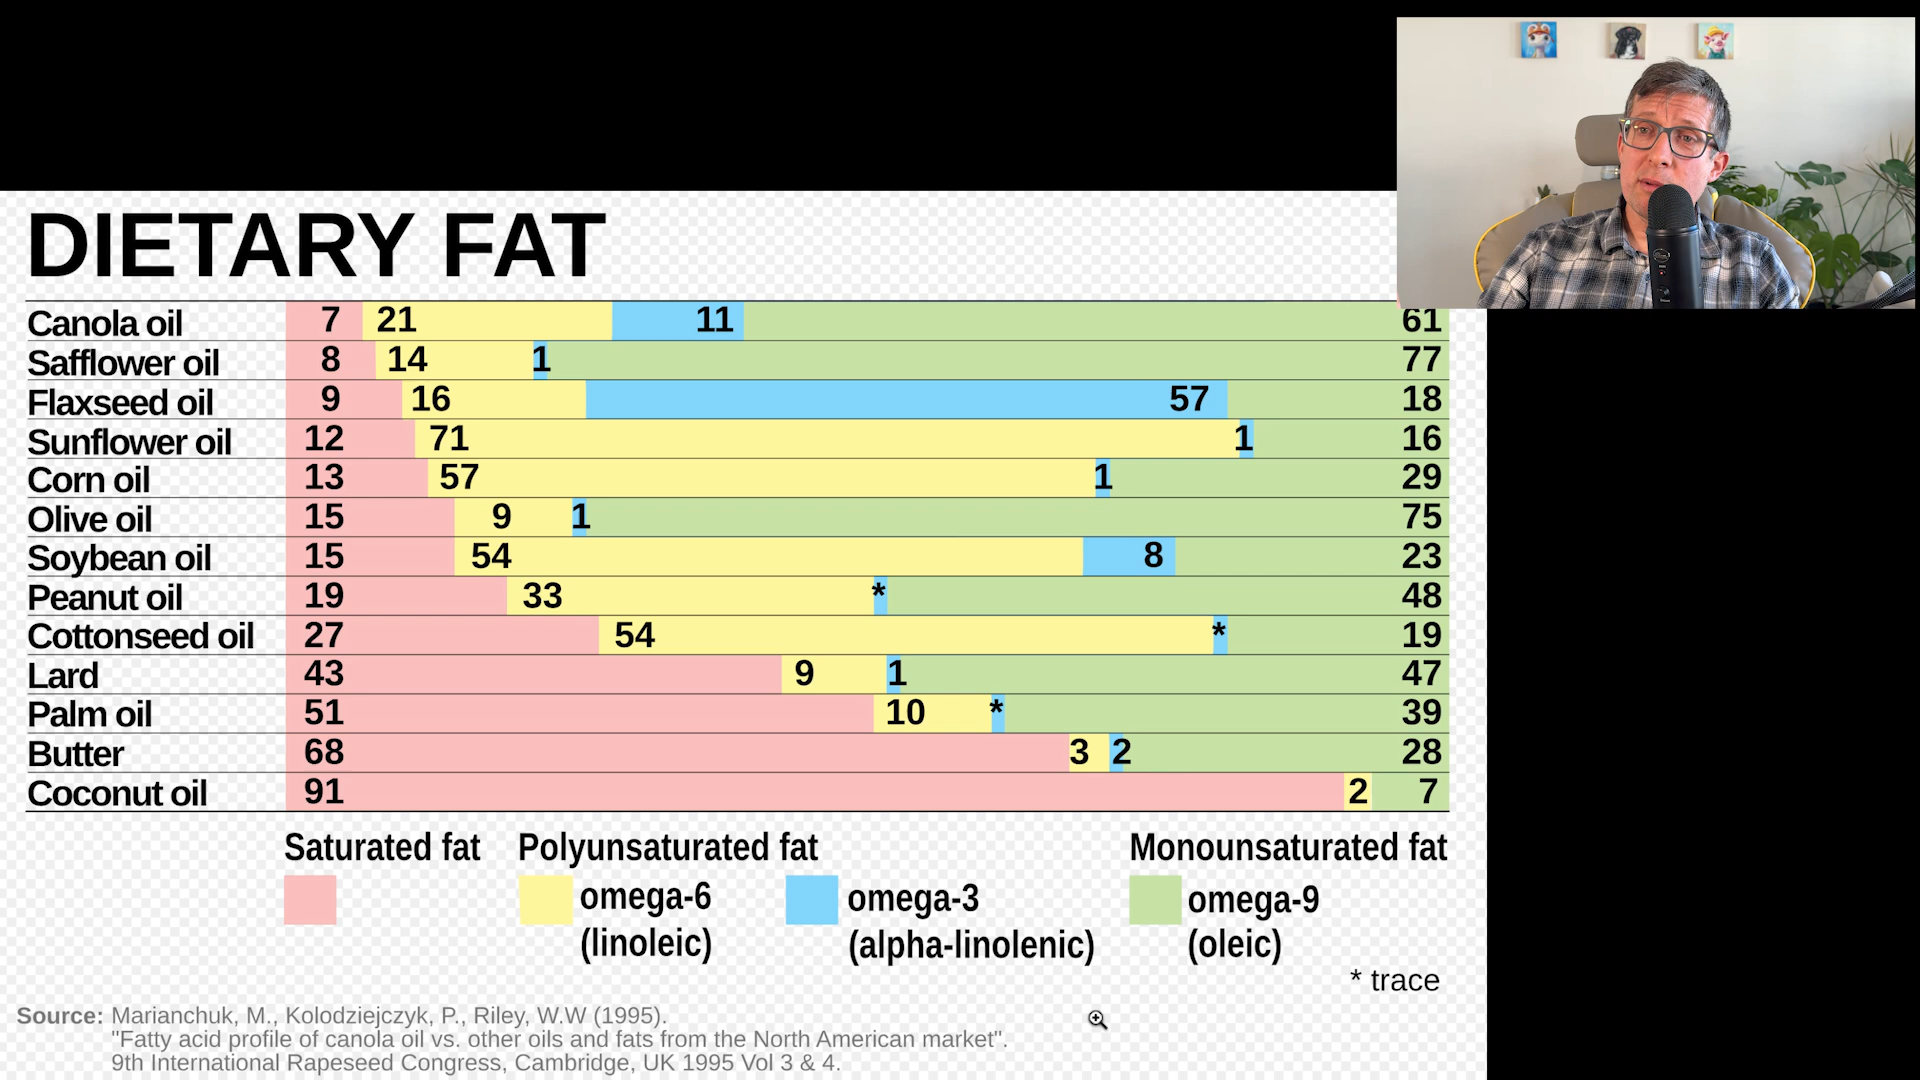 DIETARY FAT
Canola oil 7 21 11 61
Safflower oil 8 14 1 77
Flaxseed oil 9 16 57 18
Sunflower oil 12 71 1 16
Corn oil 13 57 1 29
Olive oil 15 9 1 75
Soybean oil 15 54 8 23
Peanut oil 19 33 * 48
Cottonseed oil 27 54 * 19
Lard 43 9 1 47
Palm oil 51 10 * 39
Butter 68 3 2 28
Coconut oil 91 2 7
Saturated fat Polyunsaturated fat Monounsaturated fat
omega-6 omega-3 omega-9
(linoleic) (alpha-linolenic) (oleic)
* trace
Source: Marianchuk, M., Kolodziejczyk, P., Riley, W.W (1995).
"Fatty acid profile of canola oil vs. other oils and fats from the North American market".
9th International Rapeseed Congress, Cambridge, UK 1995 Vol 3 & 4.